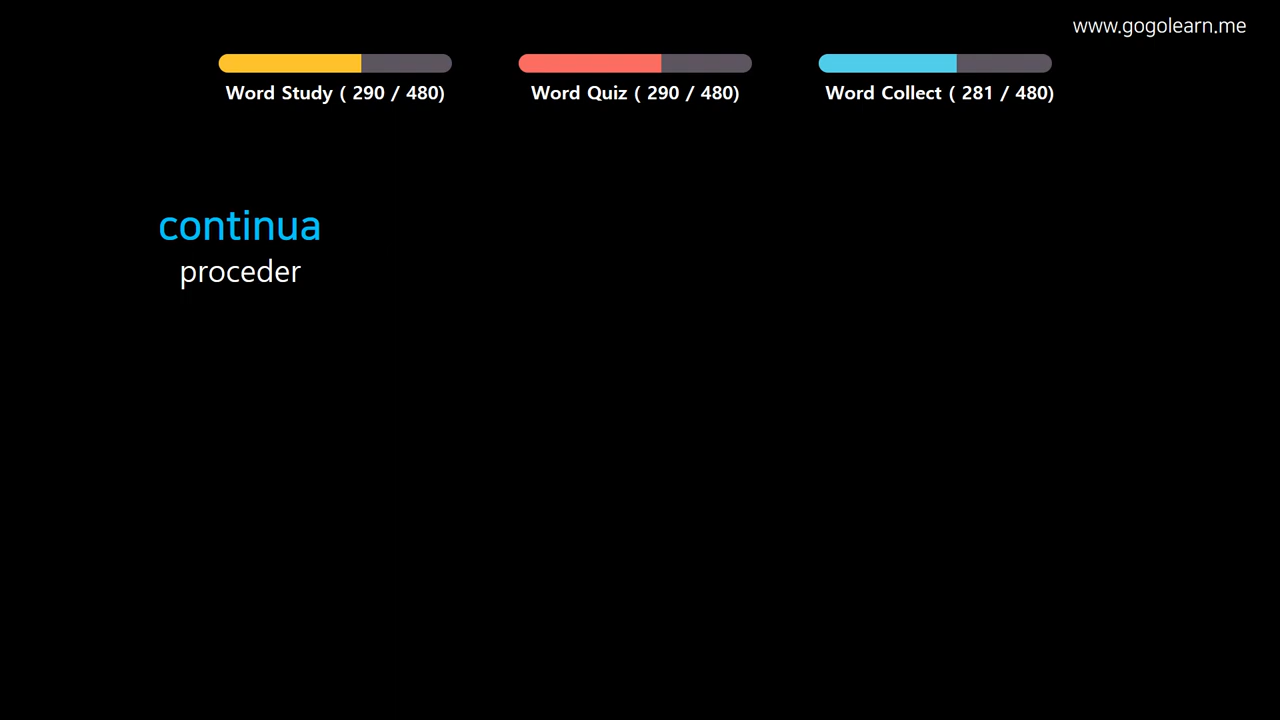 www.gogolearn.me
Word Study ( 290 / 480)
Word Quiz ( 290 / 480)
Word Collect ( 281 / 480)
continua
proceder